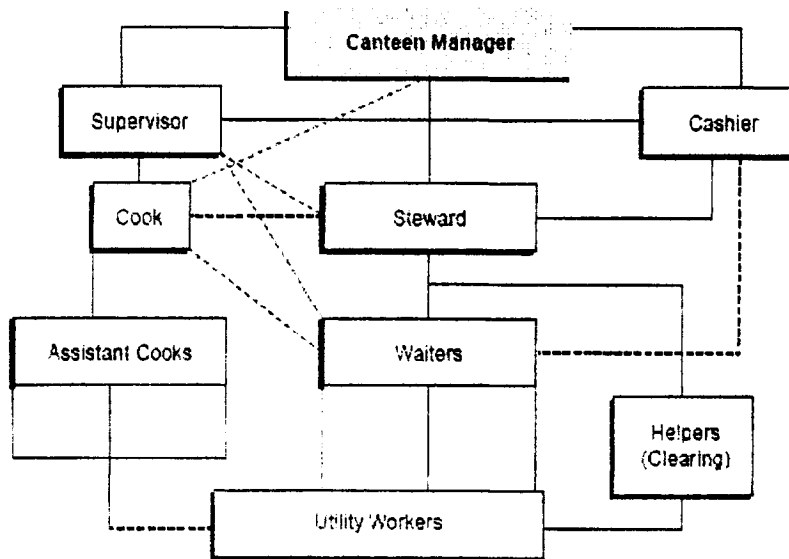 Canteen Manager
Supervisor
Cashier
Cook
Steward
Assistant Cooks
Waiters
Helpers
(Clearing)
Utility Workers